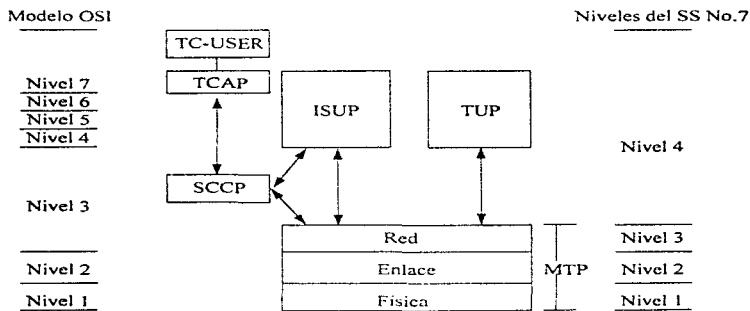 Modelo OSI
Niveles del SS No.7
TC-USER
Nivel 7
TCAP
Nivel 6
Nivel 5
ISUP
TUP
Nivel 4
Nivel 4
SCCP
Nivel 3
Red
Nivel 3
Nivel 2
Enlace
MTP
Nivel 2
Nivel 1
Física
Nivel 1